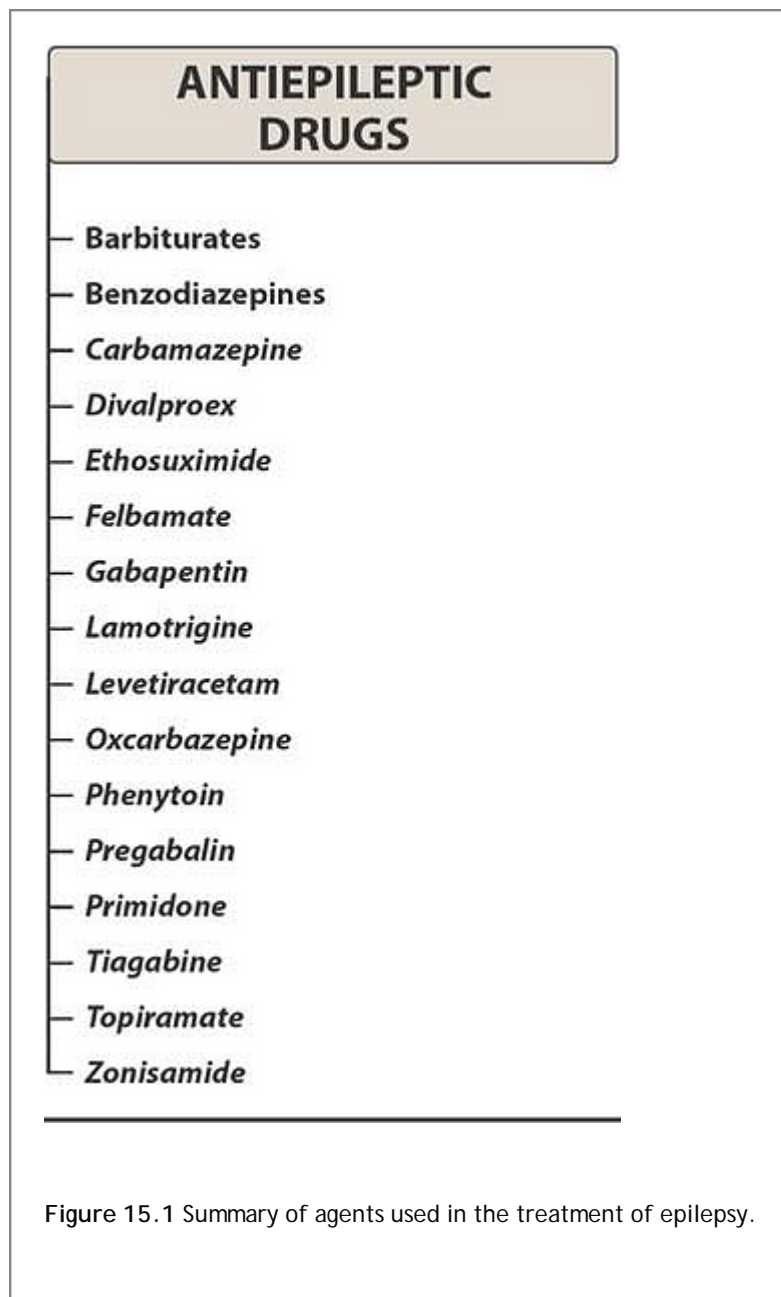 ANTIEPILEPTIC
DRUGS
Barbiturates
Benzodiazepines
Carbamazepine
Divalproex
Ethosuximide
Felbamate
Gabapentin
Lamotrigine
Levetiracetam
Oxcarbazepine
Phenytoin
Pregabalin
Primidone
Tiagabine
Topiramate
Zonisamide
Figure 15.1 Summary of agents used in the treatment of epilepsy.